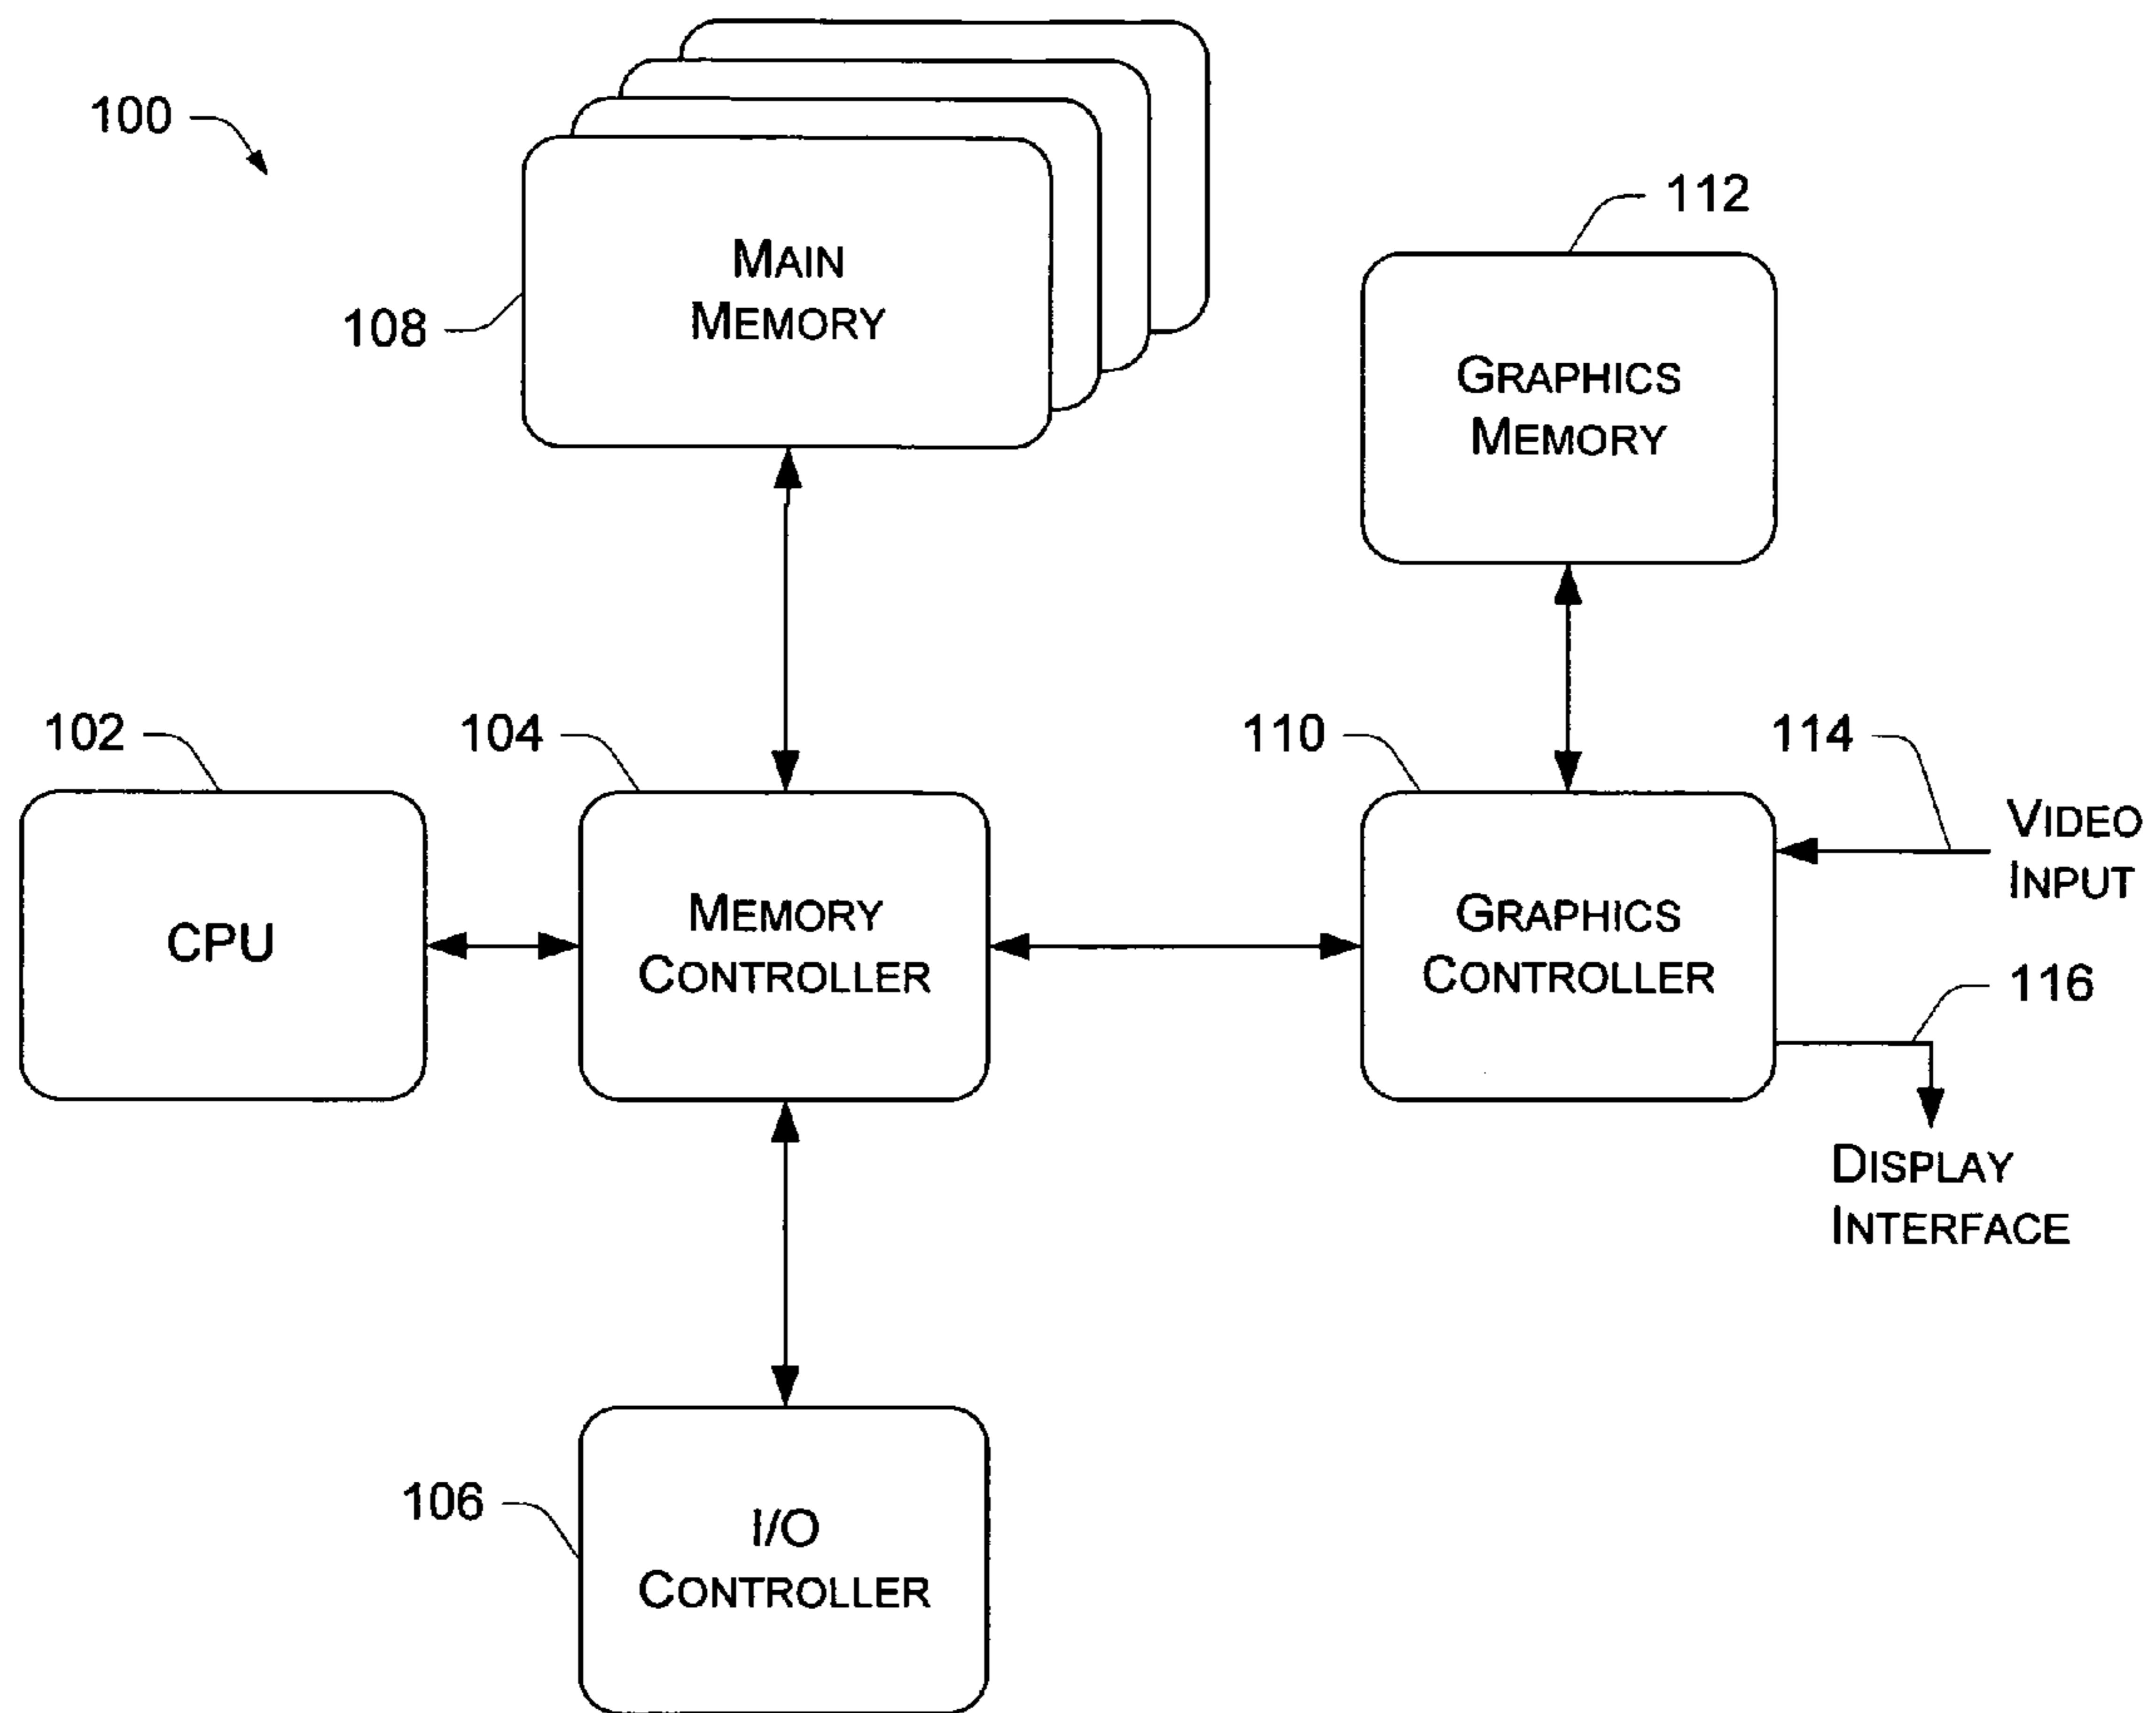 100
MAIN
MEMORY
108
112
GRAPHICS
MEMORY
102
104
110
114
CPU
MEMORY
CONTROLLER
GRAPHICS
CONTROLLER
VIDEO
INPUT
116
DISPLAY
INTERFACE
106
I/O
CONTROLLER